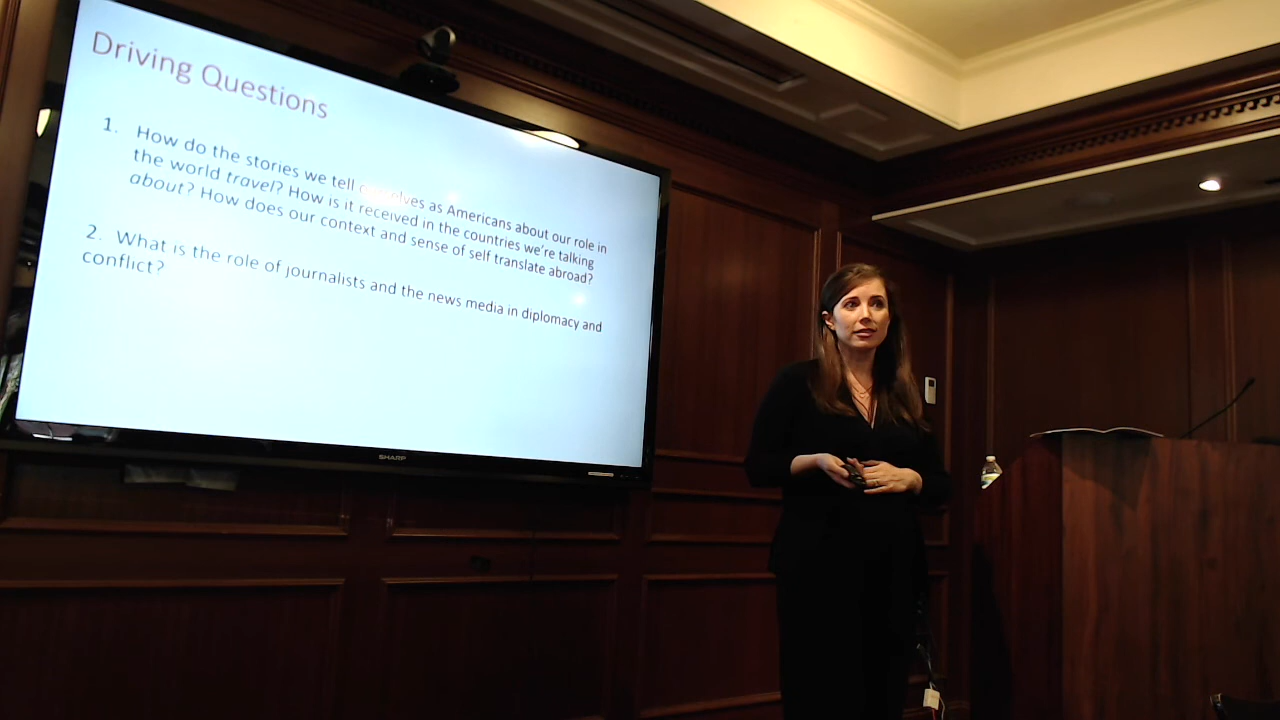 Driving Questions
1. How do the stories we tell ourselves as Americans about our role in
the world travel? How is it received in the countries we're talking
about? How does our context and sense of self translate abroad?
2. What is the role of journalists and the news media in diplomacy and
conflict?
SHARP